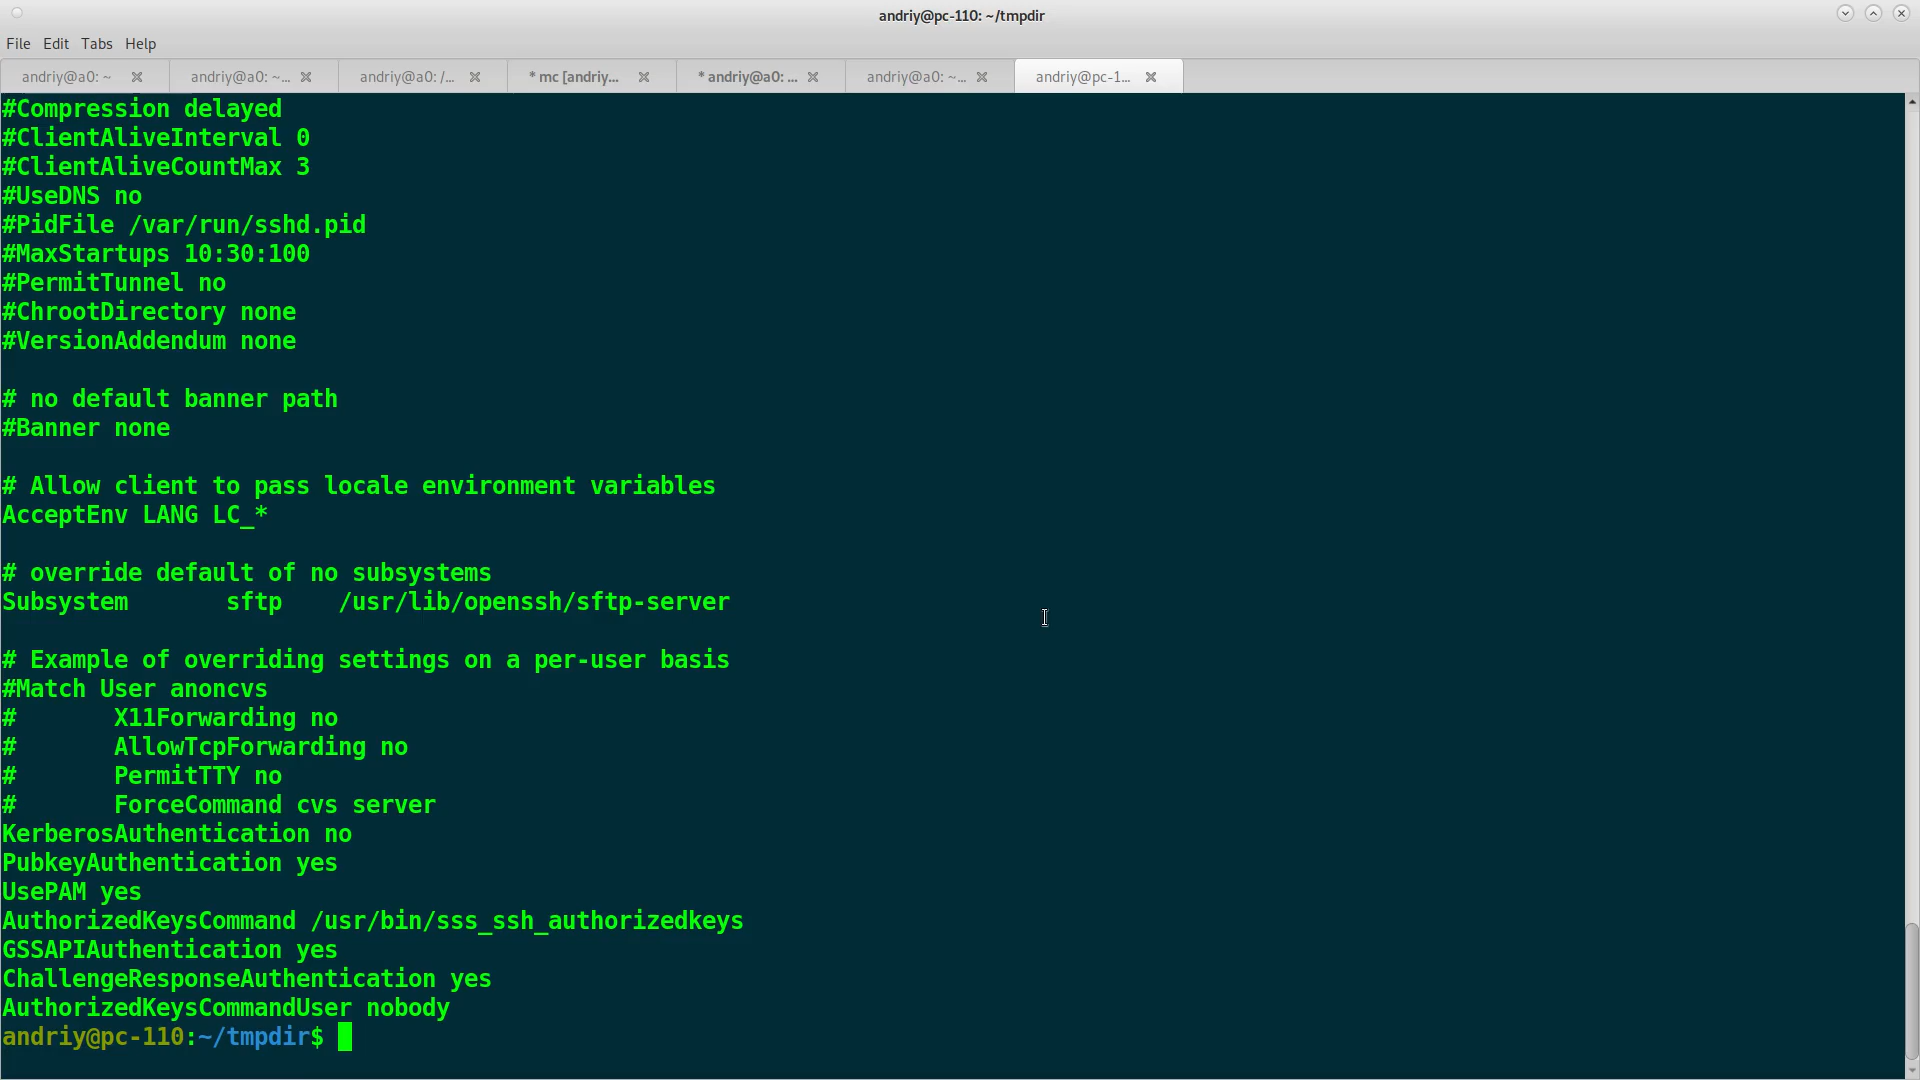 andriy@pc-110: ~/tmpdir
File Edit Tabs Help
andriy@a0: ~ andriy@a0: ~... andriy@a0: /... * mc [andriy... * andriy@a0: ... andriy@a0: ~... andriy@pc-1...
#Compression delayed
#ClientAliveInterval 0
#ClientAliveCountMax 3
#UseDNS no
#PidFile /var/run/sshd.pid
#MaxStartups 10:30:100
#PermitTunnel no
#ChrootDirectory none
#VersionAddendum none
# no default banner path
#Banner none
# Allow client to pass locale environment variables
AcceptEnv LANG LC_*
# override default of no subsystems
Subsystem sftp /usr/lib/openssh/sftp-server
# Example of overriding settings on a per-user basis
#Match User anoncvs
# X11Forwarding no
# AllowTcpForwarding no
# PermitTTY no
# ForceCommand cvs server
KerberosAuthentication no
PubkeyAuthentication yes
UsePAM yes
AuthorizedKeysCommand /usr/bin/sss_ssh_authorizedkeys
GSSAPIAuthentication yes
ChallengeResponseAuthentication yes
AuthorizedKeysCommandUser nobody
andriy@pc-110:~/tmpdir$